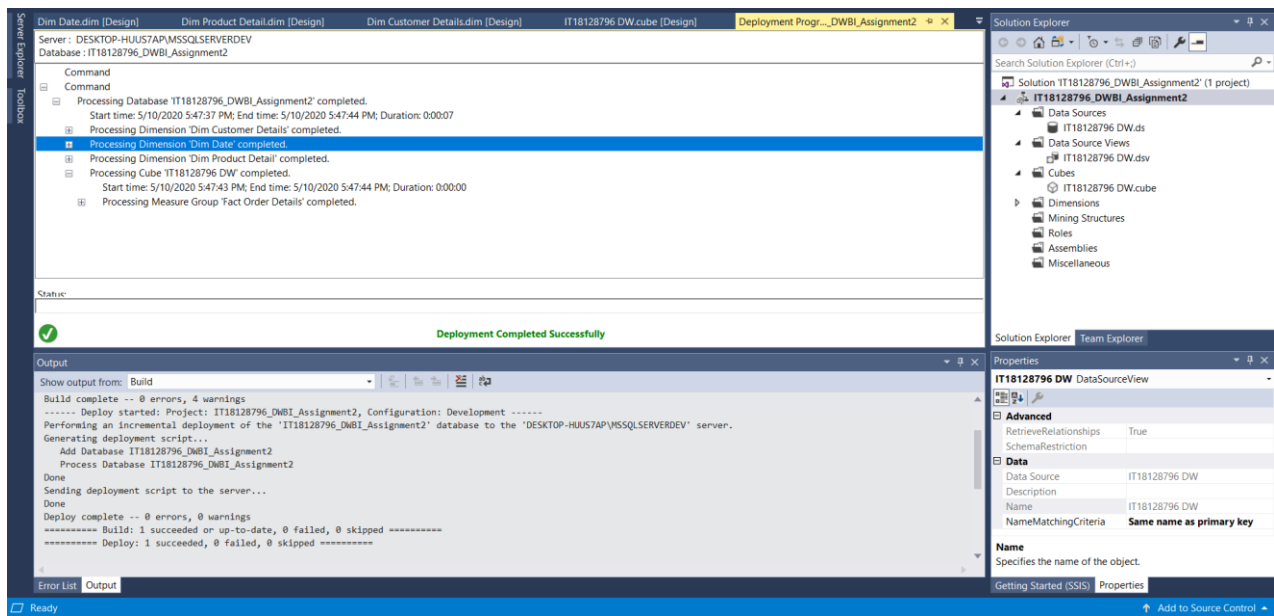 Server Explorer
Toolbox
Dim Date.dim [Design]
Dim Product Detail.dim [Design]
Dim Customer Details.dim [Design]
IT18128796 DW.cube [Design]
Deployment Progr..._DWBI_Assignment2
Server : DESKTOP-HUUS7AP\MSSQLSERVERDEV
Database : IT18128796_DWBI_Assignment2
Command
Command
Processing Database 'IT18128796_DWBI_Assignment2' completed.
Start time: 5/10/2020 5:47:37 PM; End time: 5/10/2020 5:47:44 PM; Duration: 0:00:07
Processing Dimension 'Dim Customer Details' completed.
Processing Dimension 'Dim Date' completed.
Processing Dimension 'Dim Product Detail' completed.
Processing Cube 'IT18128796 DW' completed.
Start time: 5/10/2020 5:47:43 PM; End time: 5/10/2020 5:47:44 PM; Duration: 0:00:00
Processing Measure Group 'Fact Order Details' completed.
Status:
Deployment Completed Successfully
Output
Show output from: Build
Build complete -- 0 errors, 4 warnings
------ Deploy started: Project: IT18128796_DWBI_Assignment2, Configuration: Development ------
Performing an incremental deployment of the 'IT18128796_DWBI_Assignment2' database to the 'DESKTOP-HUUS7AP\MSSQLSERVERDEV' server.
Generating deployment script...
Add Database IT18128796_DWBI_Assignment2
Process Database IT18128796_DWBI_Assignment2
Done
Sending deployment script to the server...
Done
Deploy complete -- 0 errors, 0 warnings
========== Build: 1 succeeded or up-to-date, 0 failed, 0 skipped ==========
========== Deploy: 1 succeeded, 0 failed, 0 skipped ==========
Error List
Output
Solution Explorer
Search Solution Explorer (Ctrl+;)
Solution 'IT18128796_DWBI_Assignment2' (1 project)
IT18128796_DWBI_Assignment2
Data Sources
IT18128796 DW.ds
Data Source Views
IT18128796 DW.dsv
Cubes
IT18128796 DW.cube
Dimensions
Mining Structures
Roles
Assemblies
Miscellaneous
Solution Explorer
Team Explorer
Properties
IT18128796 DW DataSourceView
Advanced
RetrieveRelationships True
SchemaRestriction
Data
Data Source IT18128796 DW
Description
Name IT18128796 DW
NameMatchingCriteria Same name as primary key
Name
Specifies the name of the object.
Getting Started (SSIS)
Properties
Ready
Add to Source Control